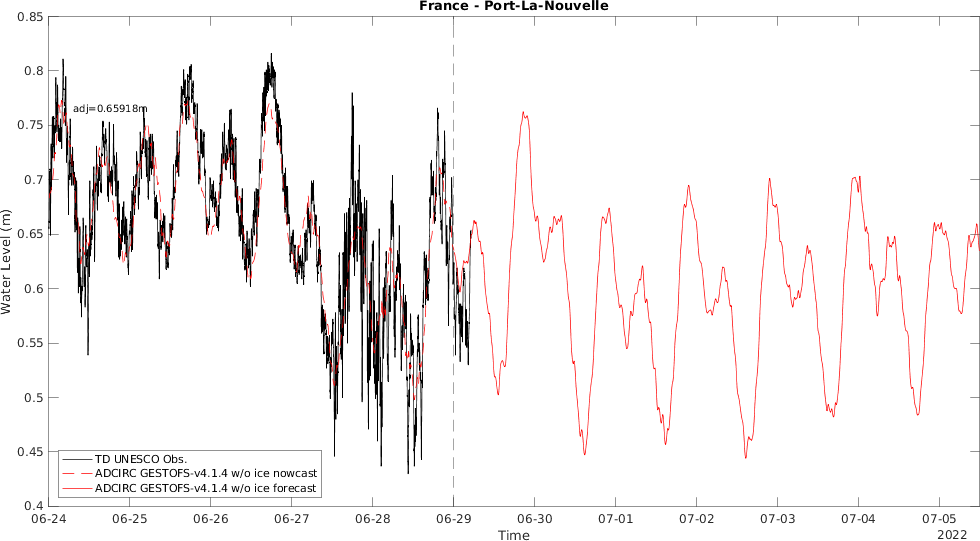 France - Port-La-Nouvelle
0.85
0.8
0.75
0.7
0.65
0.6
0.55
0.5
0.45
0.4
Water Level (m)
adj=0.65918m
TD UNESCO Obs.
ADCIRC GESTOFS-v4.1.4 w/o ice nowcast
ADCIRC GESTOFS-v4.1.4 w/o ice forecast
06-24 06-25 06-26 06-27 06-28 06-29 06-30 07-01 07-02 07-03 07-04 07-05
Time
2022